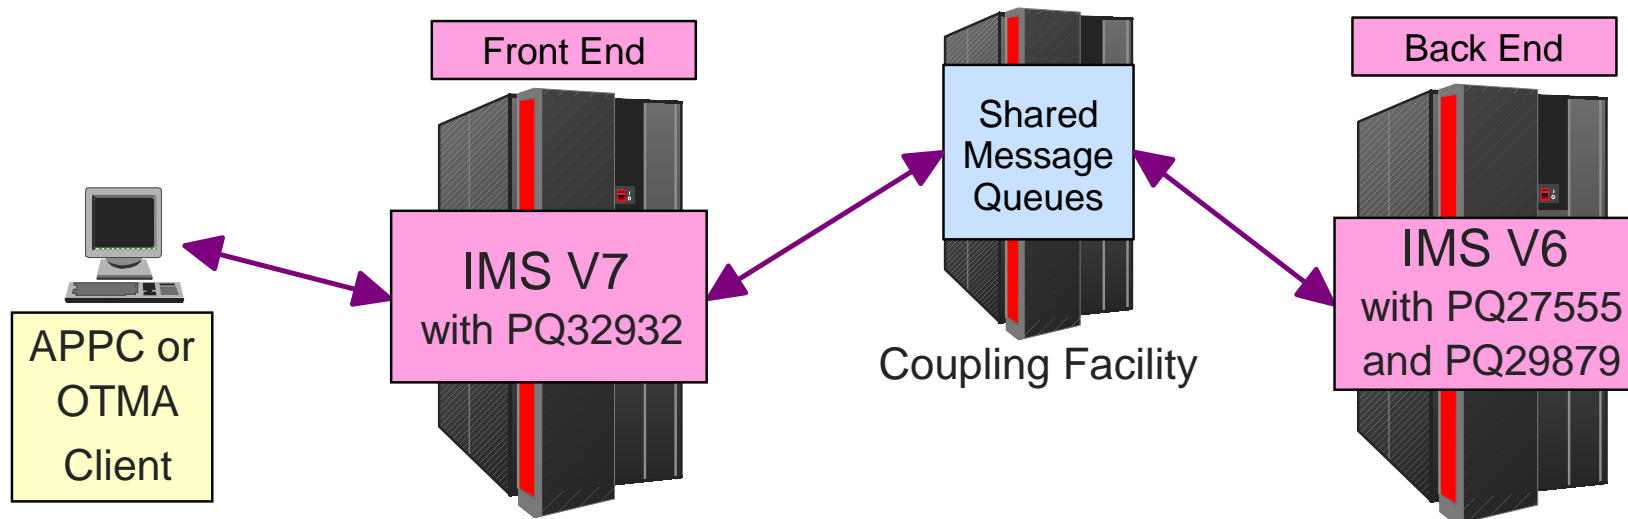 Front End
Back End
Shared
Message
Queues
IMS V7
with PQ32932
IMS V6
with PQ27555
and PQ29879
APPC or
OTMA
Client
Coupling Facility